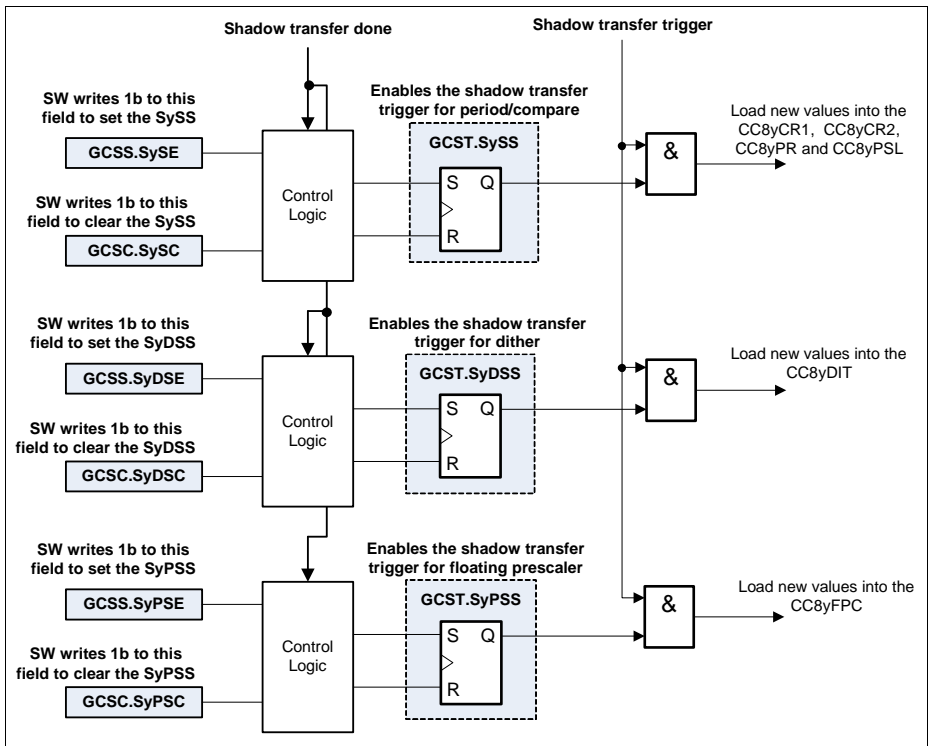 Shadow transfer done
Shadow transfer trigger
SW writes 1b to this
field to set the SySS
GCSS.SySE
SW writes 1b to this
field to clear the SySS
GCSC.SySC
Control
Logic
Enables the shadow transfer
trigger for period/compare
GCST.SySS
S Q
R
&
Load new values into the
CC8yCR1, CC8yCR2,
CC8yPR and CC8yPSL
SW writes 1b to this
field to set the SyDSS
GCSS.SyDSE
SW writes 1b to this
field to clear the SyDSS
GCSC.SyDSC
Control
Logic
Enables the shadow transfer
trigger for dither
GCST.SyDSS
S Q
R
&
Load new values into the
CC8yDIT
SW writes 1b to this
field to set the SyPSS
GCSS.SyPSE
SW writes 1b to this
field to clear the SyPSS
GCSC.SyPSC
Control
Logic
Enables the shadow transfer
trigger for floating prescaler
GCST.SyPSS
S Q
R
&
Load new values into the
CC8yFPC